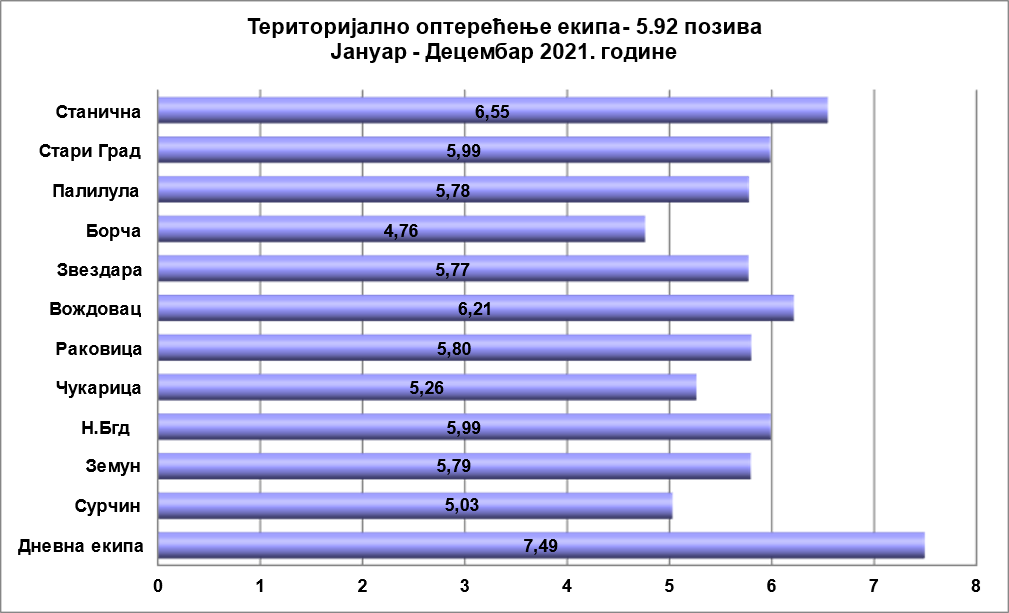 Територијално оптерећење екипа- 5.92 позива
Јануар - Децембар 2021. године
Станична 6,55
Стари Град 5,99
Палилула 5,78
Борча 4,76
Звездара 5,77
Вождовац 6,21
Раковица 5,80
Чукарица 5,26
Н.Бгд 5,99
Земун 5,79
Сурчин 5,03
Дневна екипа 7,49
0 1 2 3 4 5 6 7 8